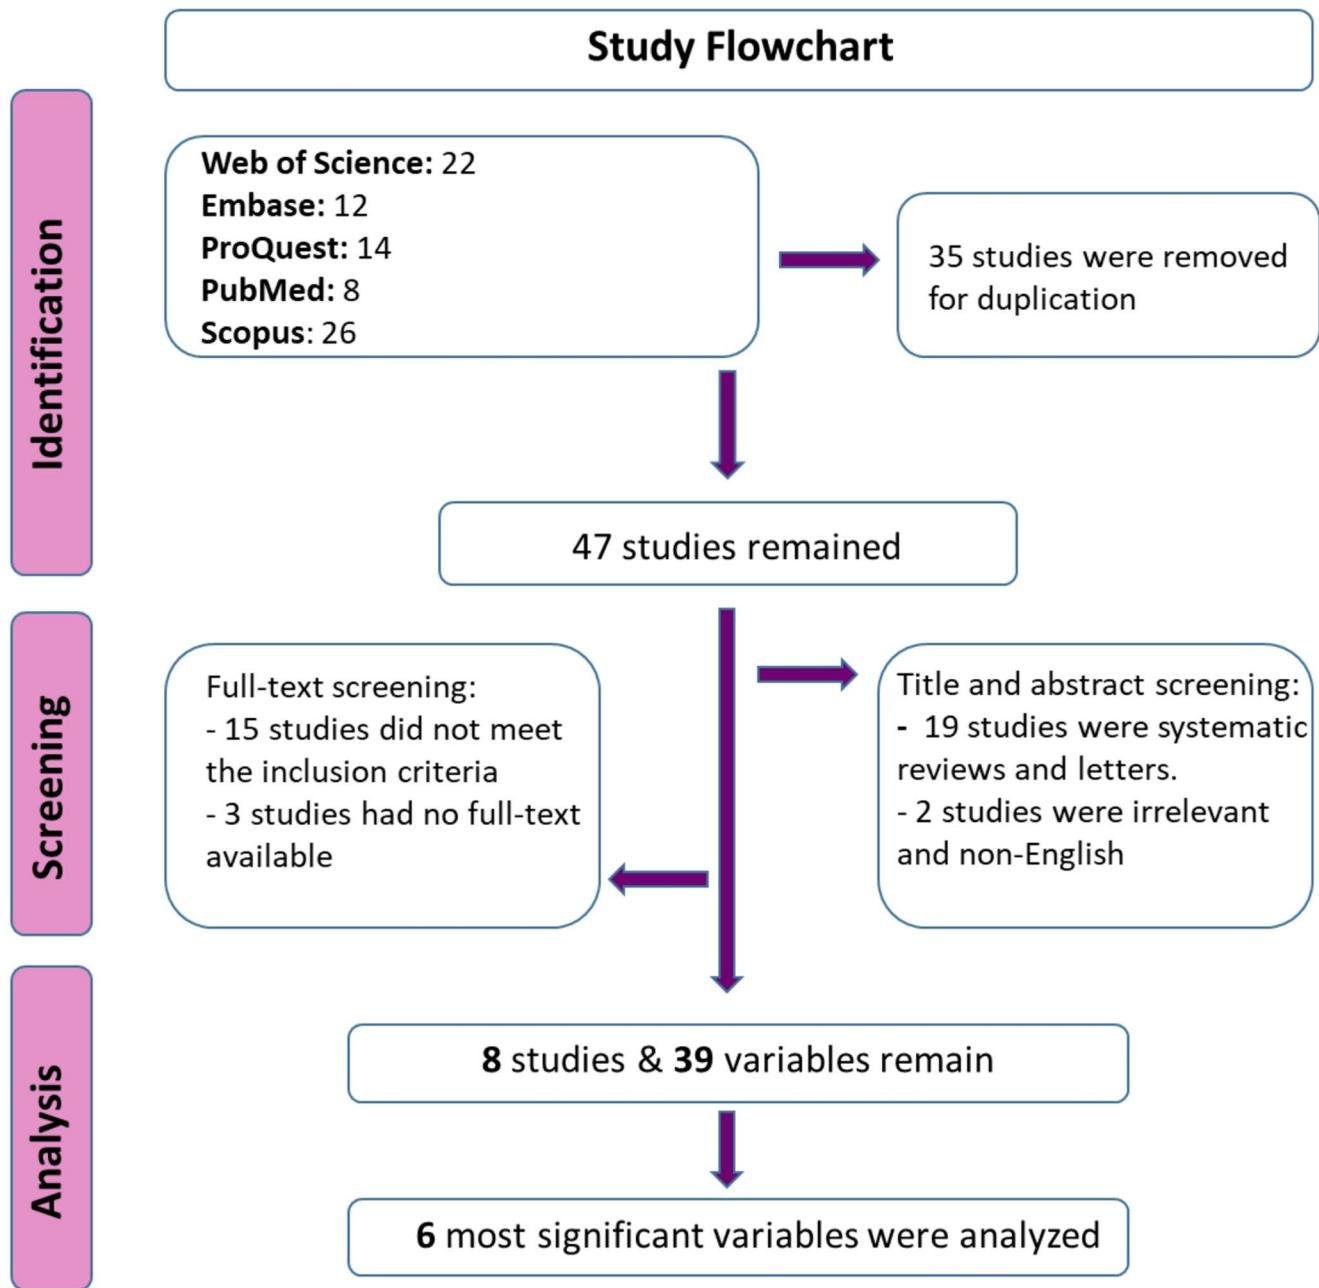 Study Flowchart
Identification
Web of Science: 22
Embase: 12
ProQuest: 14
PubMed: 8
Scopus: 26
35 studies were removed
for duplication
47 studies remained
Screening
Full-text screening:
- 15 studies did not meet
the inclusion criteria
- 3 studies had no full-text
available
Title and abstract screening:
- 19 studies were systematic
reviews and letters.
- 2 studies were irrelevant
and non-English
Analysis
8 studies & 39 variables remain
6 most significant variables were analyzed